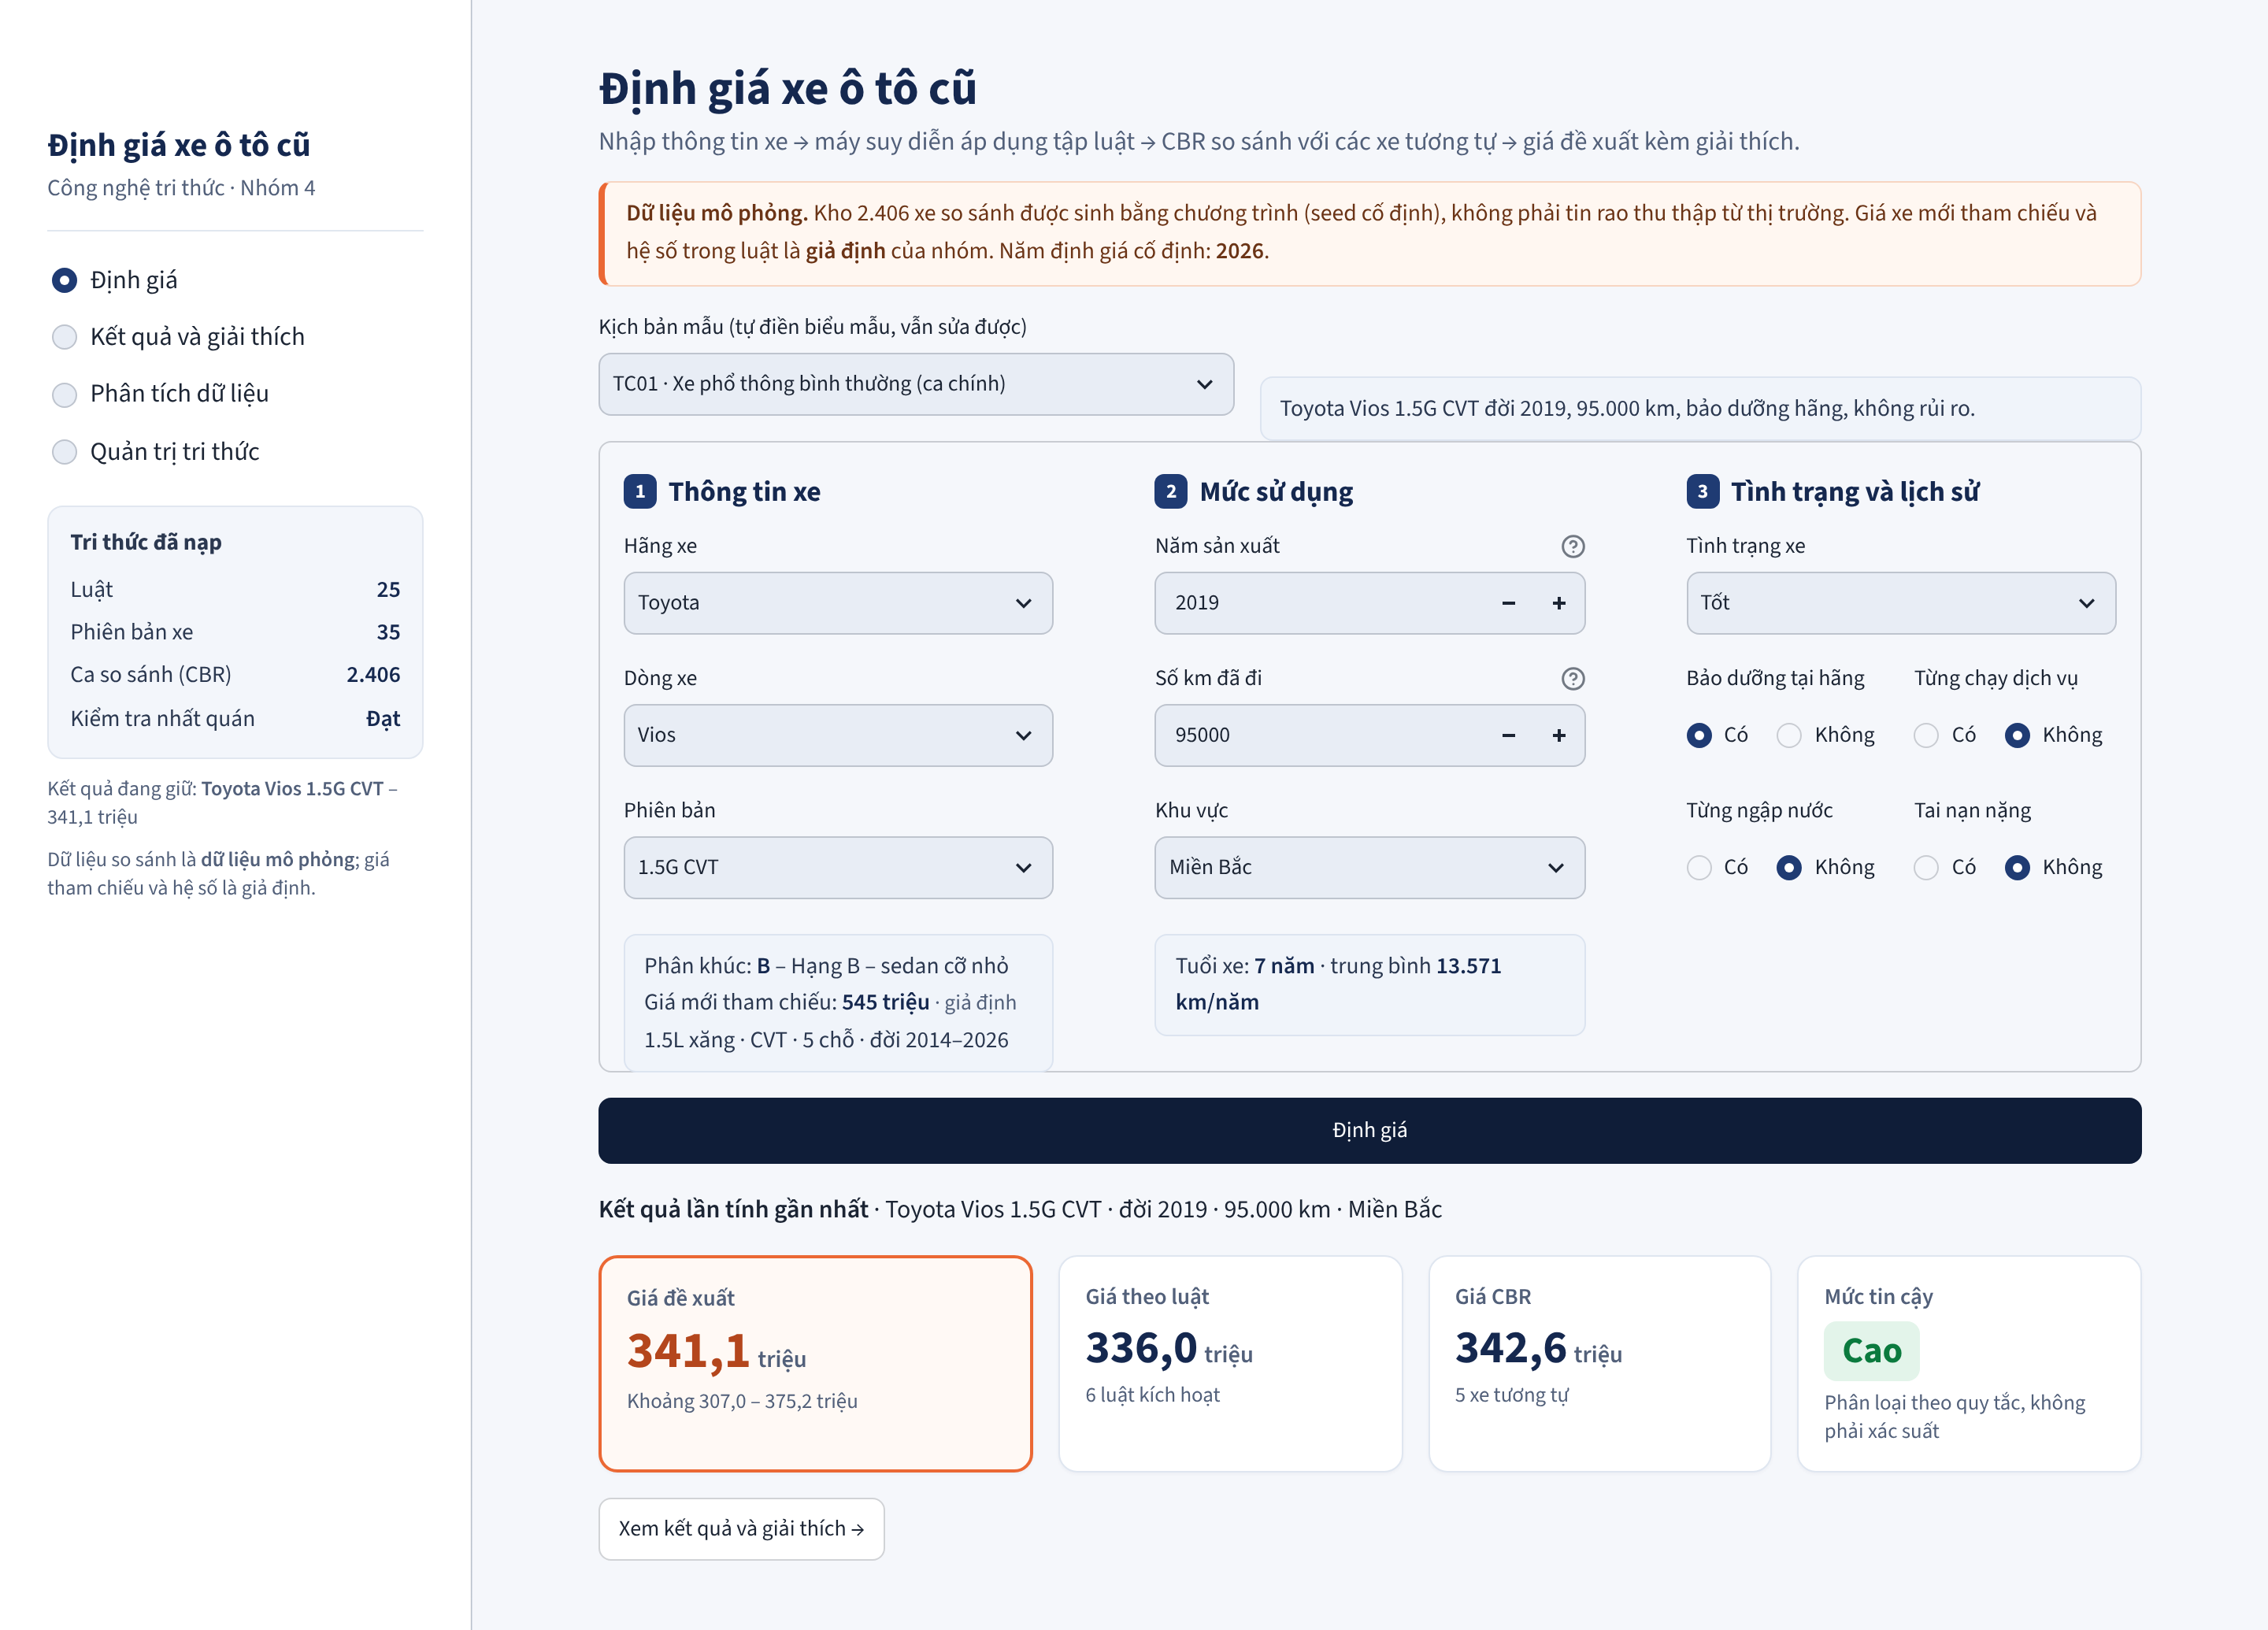 Định giá xe ô tô cũ
Công nghệ tri thức · Nhóm 4
Định giá
Kết quả và giải thích
Phân tích dữ liệu
Quản trị tri thức
Tri thức đã nạp
Luật 25
Phiên bản xe 35
Ca so sánh (CBR) 2.406
Kiểm tra nhất quán Đạt
Kết quả đang giữ: Toyota Vios 1.5G CVT –
341,1 triệu
Dữ liệu so sánh là dữ liệu mô phỏng; giá
tham chiếu và hệ số là giả định.
Định giá xe ô tô cũ
Nhập thông tin xe → máy suy diễn áp dụng tập luật → CBR so sánh với các xe tương tự → giá đề xuất kèm giải thích.
Dữ liệu mô phỏng. Kho 2.406 xe so sánh được sinh bằng chương trình (seed cố định), không phải tin rao thu thập từ thị trường. Giá xe mới tham chiếu và
hệ số trong luật là giả định của nhóm. Năm định giá cố định: 2026.
Kịch bản mẫu (tự điền biểu mẫu, vẫn sửa được)
TC01 · Xe phổ thông bình thường (ca chính)
Toyota Vios 1.5G CVT đời 2019, 95.000 km, bảo dưỡng hãng, không rủi ro.
1 Thông tin xe
Hãng xe
Toyota
Dòng xe
Vios
Phiên bản
1.5G CVT
Phân khúc: B – Hạng B – sedan cỡ nhỏ
Giá mới tham chiếu: 545 triệu · giả định
1.5L xăng · CVT · 5 chỗ · đời 2014–2026
2 Mức sử dụng
Năm sản xuất ?
2019 − +
Số km đã đi ?
95000 − +
Khu vực
Miền Bắc
Tuổi xe: 7 năm · trung bình 13.571
km/năm
3 Tình trạng và lịch sử
Tình trạng xe
Tốt
Bảo dưỡng tại hãng Từng chạy dịch vụ
Có Không Có Không
Từng ngập nước Tai nạn nặng
Có Không Có Không
Định giá
Kết quả lần tính gần nhất · Toyota Vios 1.5G CVT · đời 2019 · 95.000 km · Miền Bắc
Giá đề xuất
341,1 triệu
Khoảng 307,0 – 375,2 triệu
Giá theo luật
336,0 triệu
6 luật kích hoạt
Giá CBR
342,6 triệu
5 xe tương tự
Mức tin cậy
Cao
Phân loại theo quy tắc, không
phải xác suất
Xem kết quả và giải thích →